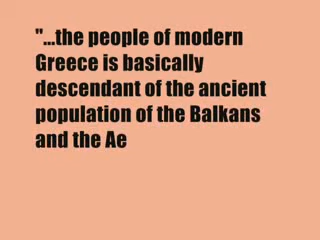 "...the people of modern
Greece is basically
descendant of the ancient
population of the Balkans
and the Ae